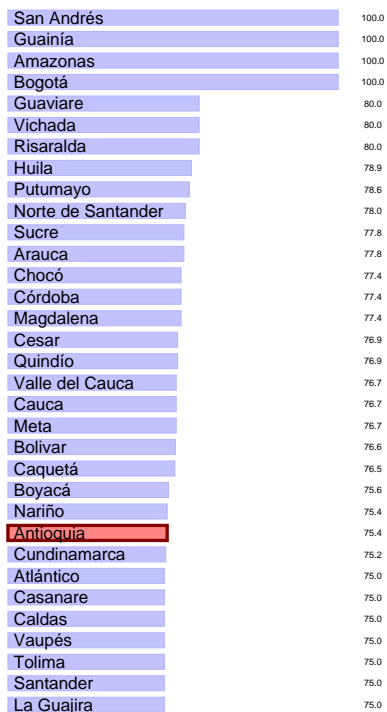 San Andrés 100.0
Guainía 100.0
Amazonas 100.0
Bogotá 100.0
Guaviare 80.0
Vichada 80.0
Risaralda 80.0
Huila 78.9
Putumayo 78.6
Norte de Santander 78.0
Sucre 77.8
Arauca 77.8
Chocó 77.4
Córdoba 77.4
Magdalena 77.4
Cesar 76.9
Quindío 76.9
Valle del Cauca 76.7
Cauca 76.7
Meta 76.7
Bolivar 76.6
Caquetá 76.5
Boyacá 75.6
Nariño 75.4
Antioquia 75.4
Cundinamarca 75.2
Atlántico 75.0
Casanare 75.0
Caldas 75.0
Vaupés 75.0
Tolima 75.0
Santander 75.0
La Guajira 75.0